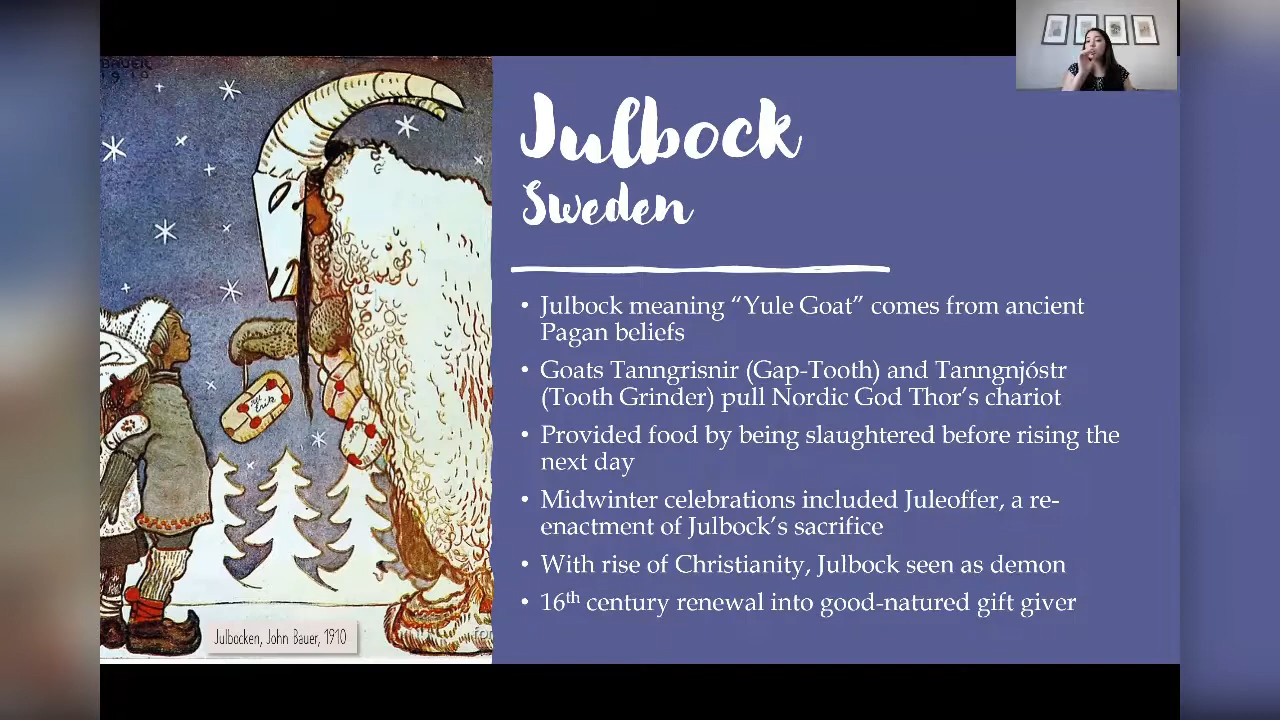 BAUER
1910
Julbock
Sweden
• Julbock meaning “Yule Goat” comes from ancient
Pagan beliefs
• Goats Tanngrisnir (Gap-Tooth) and Tanngnjóstr
(Tooth Grinder) pull Nordic God Thor’s chariot
• Provided food by being slaughtered before rising the
next day
• Midwinter celebrations included Juleoffer, a re-
enactment of Julbock’s sacrifice
• With rise of Christianity, Julbock seen as demon
• 16th century renewal into good-natured gift giver
Julbocken, John Bauer, 1910